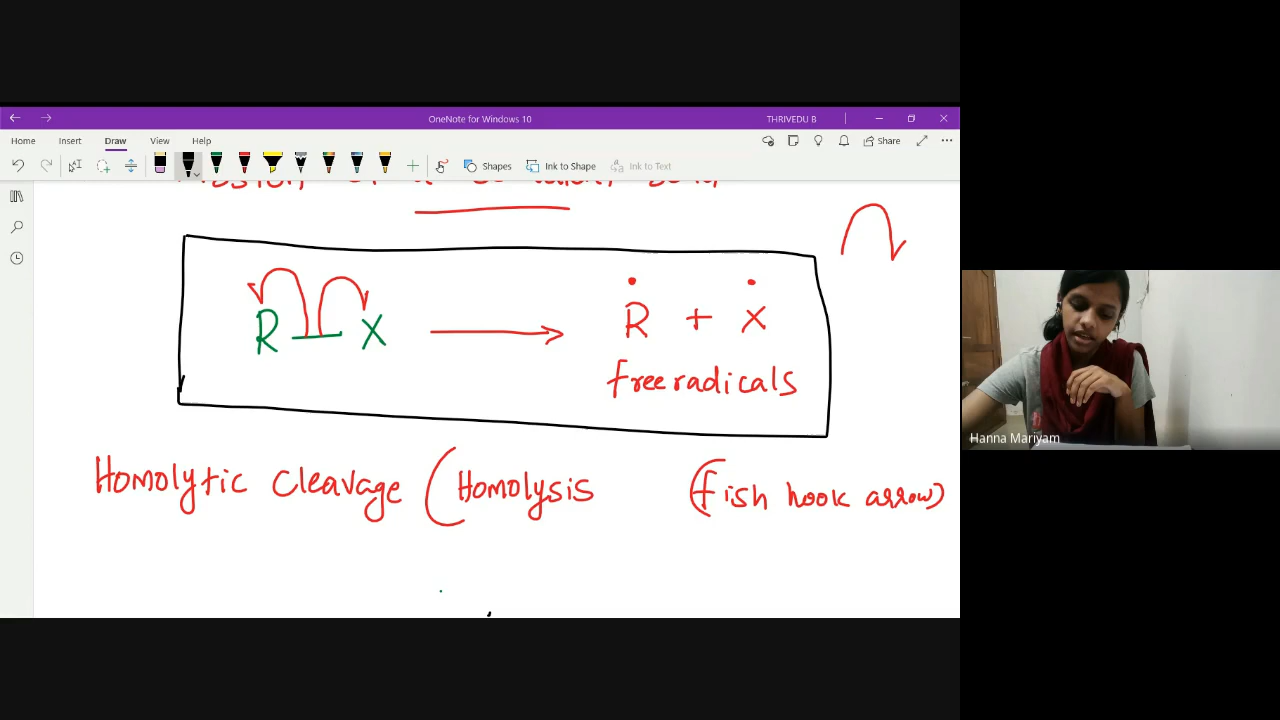 OneNote for Windows 10
THRIVEDU B
Home Insert Draw View Help
Share
Shapes Ink to Shape Ink to Text
R — X → Ṙ + Ẋ
free radicals
Homolytic Cleavage (Homolysis (fish hook arrow)
Hanna Mariyam